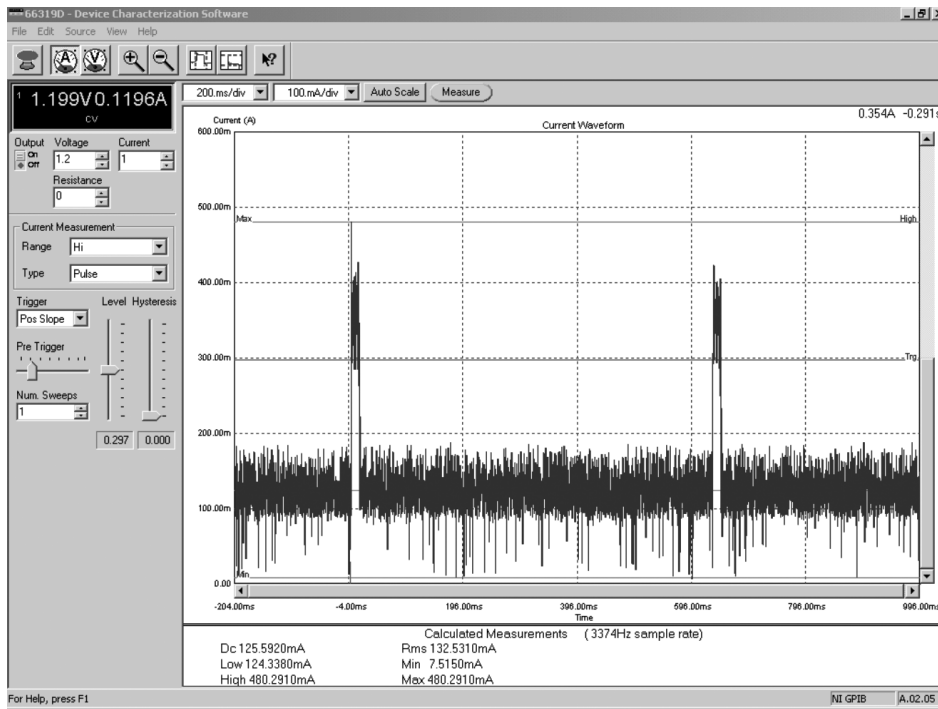 66319D - Device Characterization Software
File Edit Source View Help
1 1.199V 0.1196A
CV
200.ms/div 100.mA/div Auto Scale Measure
Output Voltage Current
On
Off
1.2 1
Resistance
0
Current Measurement
Range Hi
Type Pulse
Trigger Level Hysteresis
Pos Slope
Pre Trigger
Num. Sweeps
1
0.297 0.000
0.354A -0.291s
Current (A)
Current Waveform
600.00m
500.00m
Max High
400.00m
300.00m
Trg
200.00m
100.00m
Min
0.00
-204.00ms -4.00ms 196.00ms 396.00ms 596.00ms 796.00ms 996.00ms
Time
Calculated Measurements (3374Hz sample rate)
Dc 125.5920mA Rms 132.5310mA
Low 124.3380mA Min 7.5150mA
High 480.2910mA Max 480.2910mA
For Help, press F1 NI GPIB A.02.05